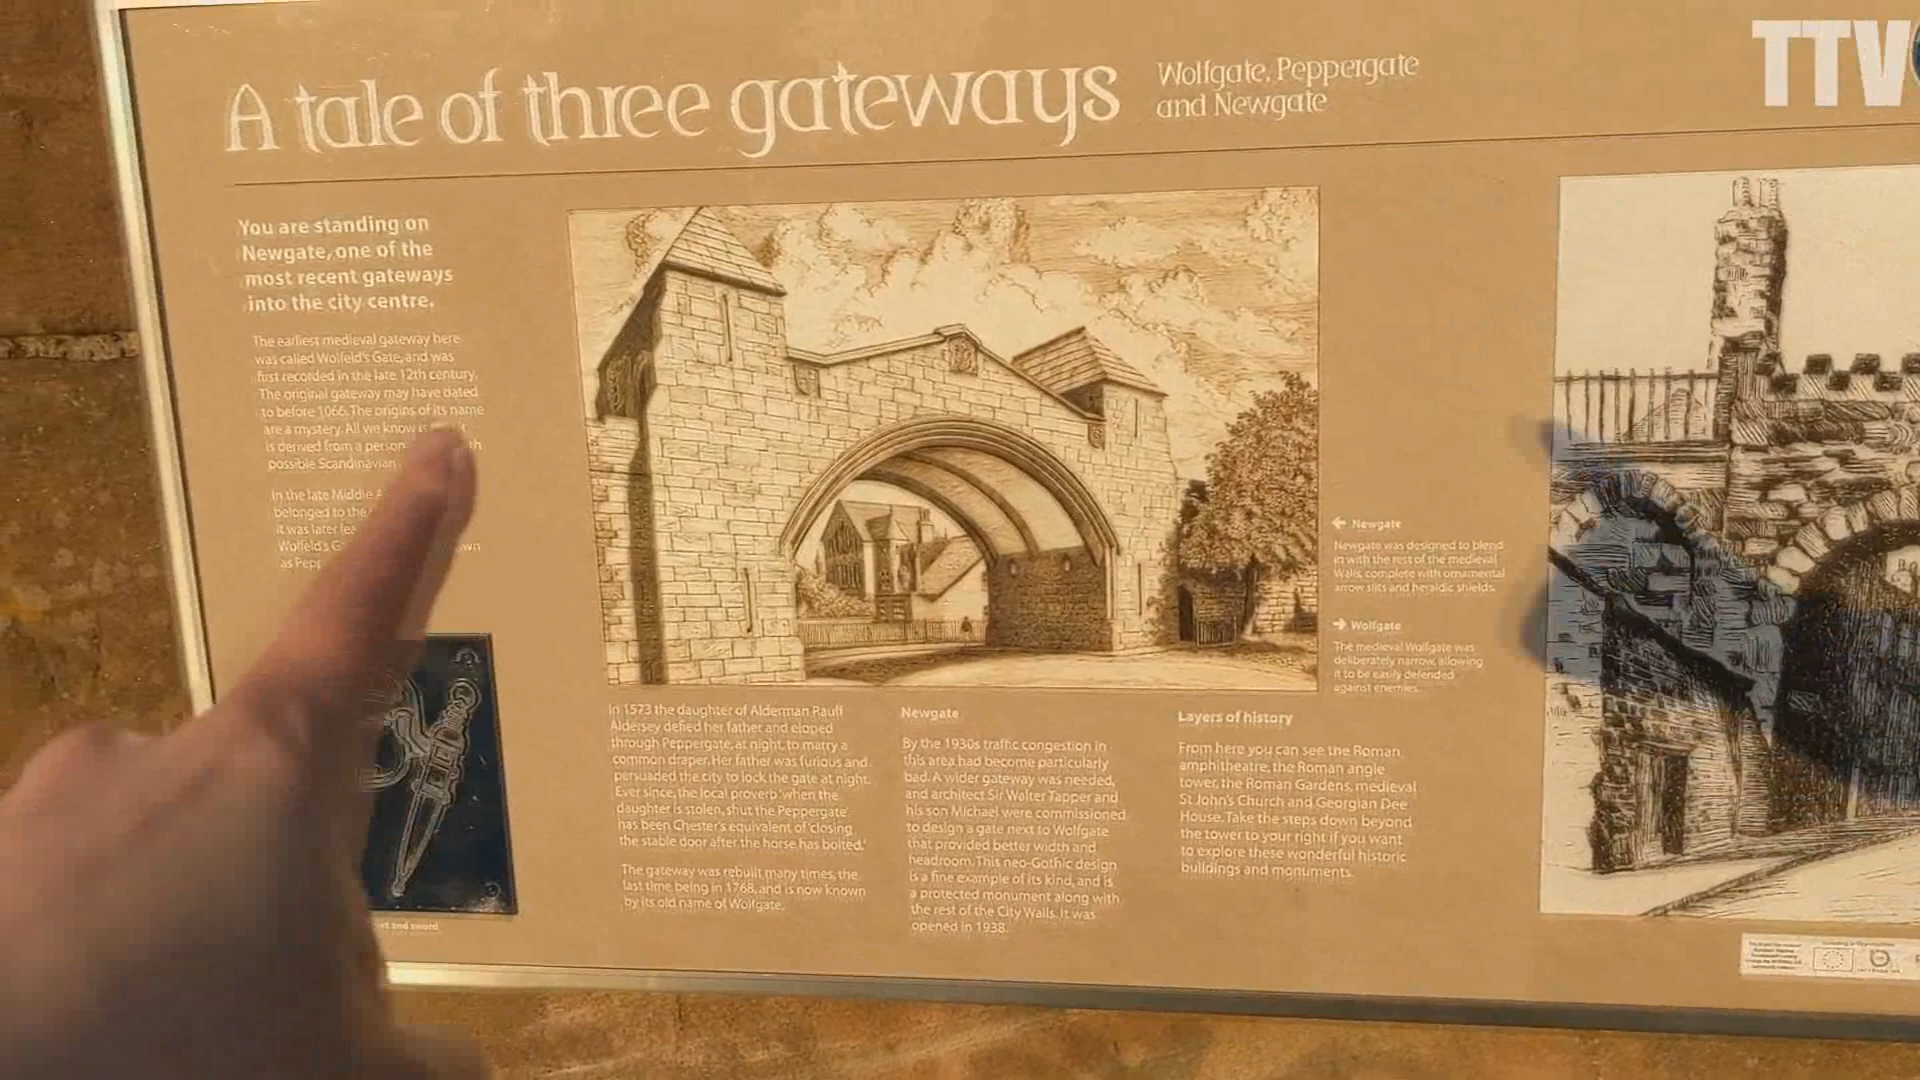 TTV
A tale of three gateways
Wolfgate, Peppergate
and Newgate
You are standing on
Newgate, one of the
most recent gateways
into the city centre.
The earliest medieval gateway here
was called Wolfeld's Gate, and was
first recorded in the late 12th century.
The original gateway may have dated
to before 1066. The origins of its name
are a mystery. All we know is
is derived from a person
possible Scandinavian
In the late Middle
belonged to the
it was later
Wolfeld's
as
and sword
In 1573 the daughter of Alderman Rauff
Aldersey defied her father and eloped
through Peppergate, at night, to marry a
common draper. Her father was furious and
persuaded the city to lock the gate at night.
Ever since, the local proverb 'when the
daughter is stolen, shut the Peppergate'
has been Chester's equivalent of 'closing
the stable door after the horse has bolted.'
The gateway was rebuilt many times, the
last time being in 1768, and is now known
by its old name of Wolfgate.
Newgate
By the 1930s traffic congestion in
this area had become particularly
bad. A wider gateway was needed,
and architect Sir Walter Tapper and
his son Michael were commissioned
to design a gate next to Wolfgate
that provided better width and
headroom. This neo-Gothic design
is a fine example of its kind, and is
a protected monument along with
the rest of the City Walls. It was
opened in 1938.
Layers of history
From here you can see the Roman
amphitheatre, the Roman angle
tower, the Roman Gardens, medieval
St John's Church and Georgian Dee
House. Take the steps down beyond
the tower to your right if you want
to explore these wonderful historic
buildings and monuments.
← Newgate
Newgate was designed to blend
in with the rest of the medieval
Walls, complete with ornamental
arrow slits and heraldic shields.
→ Wolfgate
The medieval Wolfgate was
deliberately narrow, allowing
it to be easily defended
against enemies.